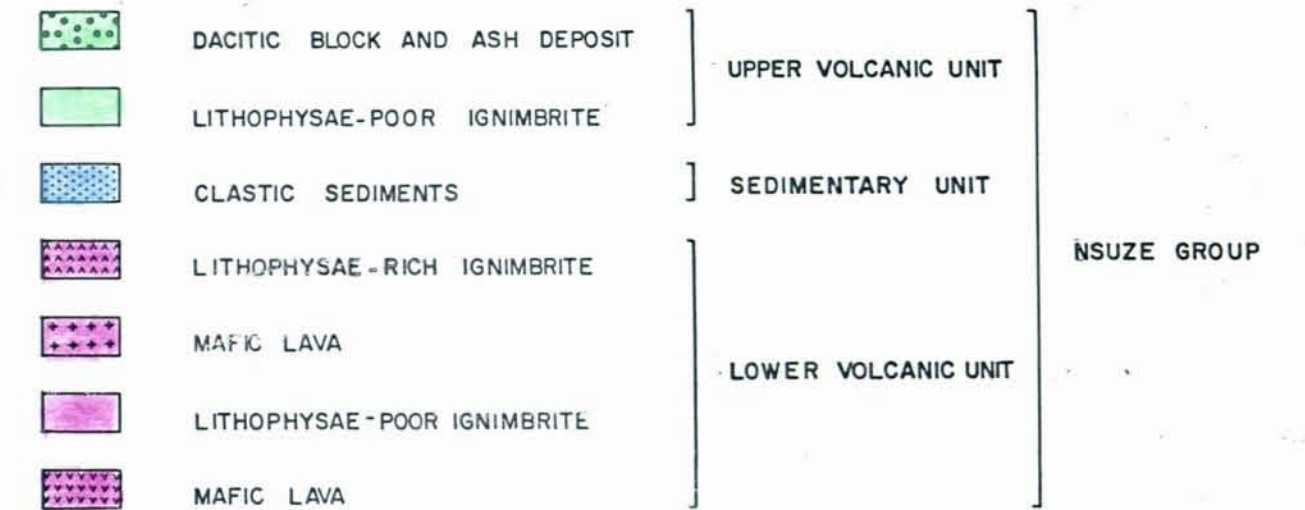 DACITIC BLOCK AND ASH DEPOSIT
UPPER VOLCANIC UNIT
LITHOPHYSAE-POOR IGNIMBRITE
CLASTIC SEDIMENTS
SEDIMENTARY UNIT
LITHOPHYSAE-RICH IGNIMBRITE
NSUZE GROUP
MAFIC LAVA
LOWER VOLCANIC UNIT
LITHOPHYSAE-POOR IGNIMBRITE
MAFIC LAVA